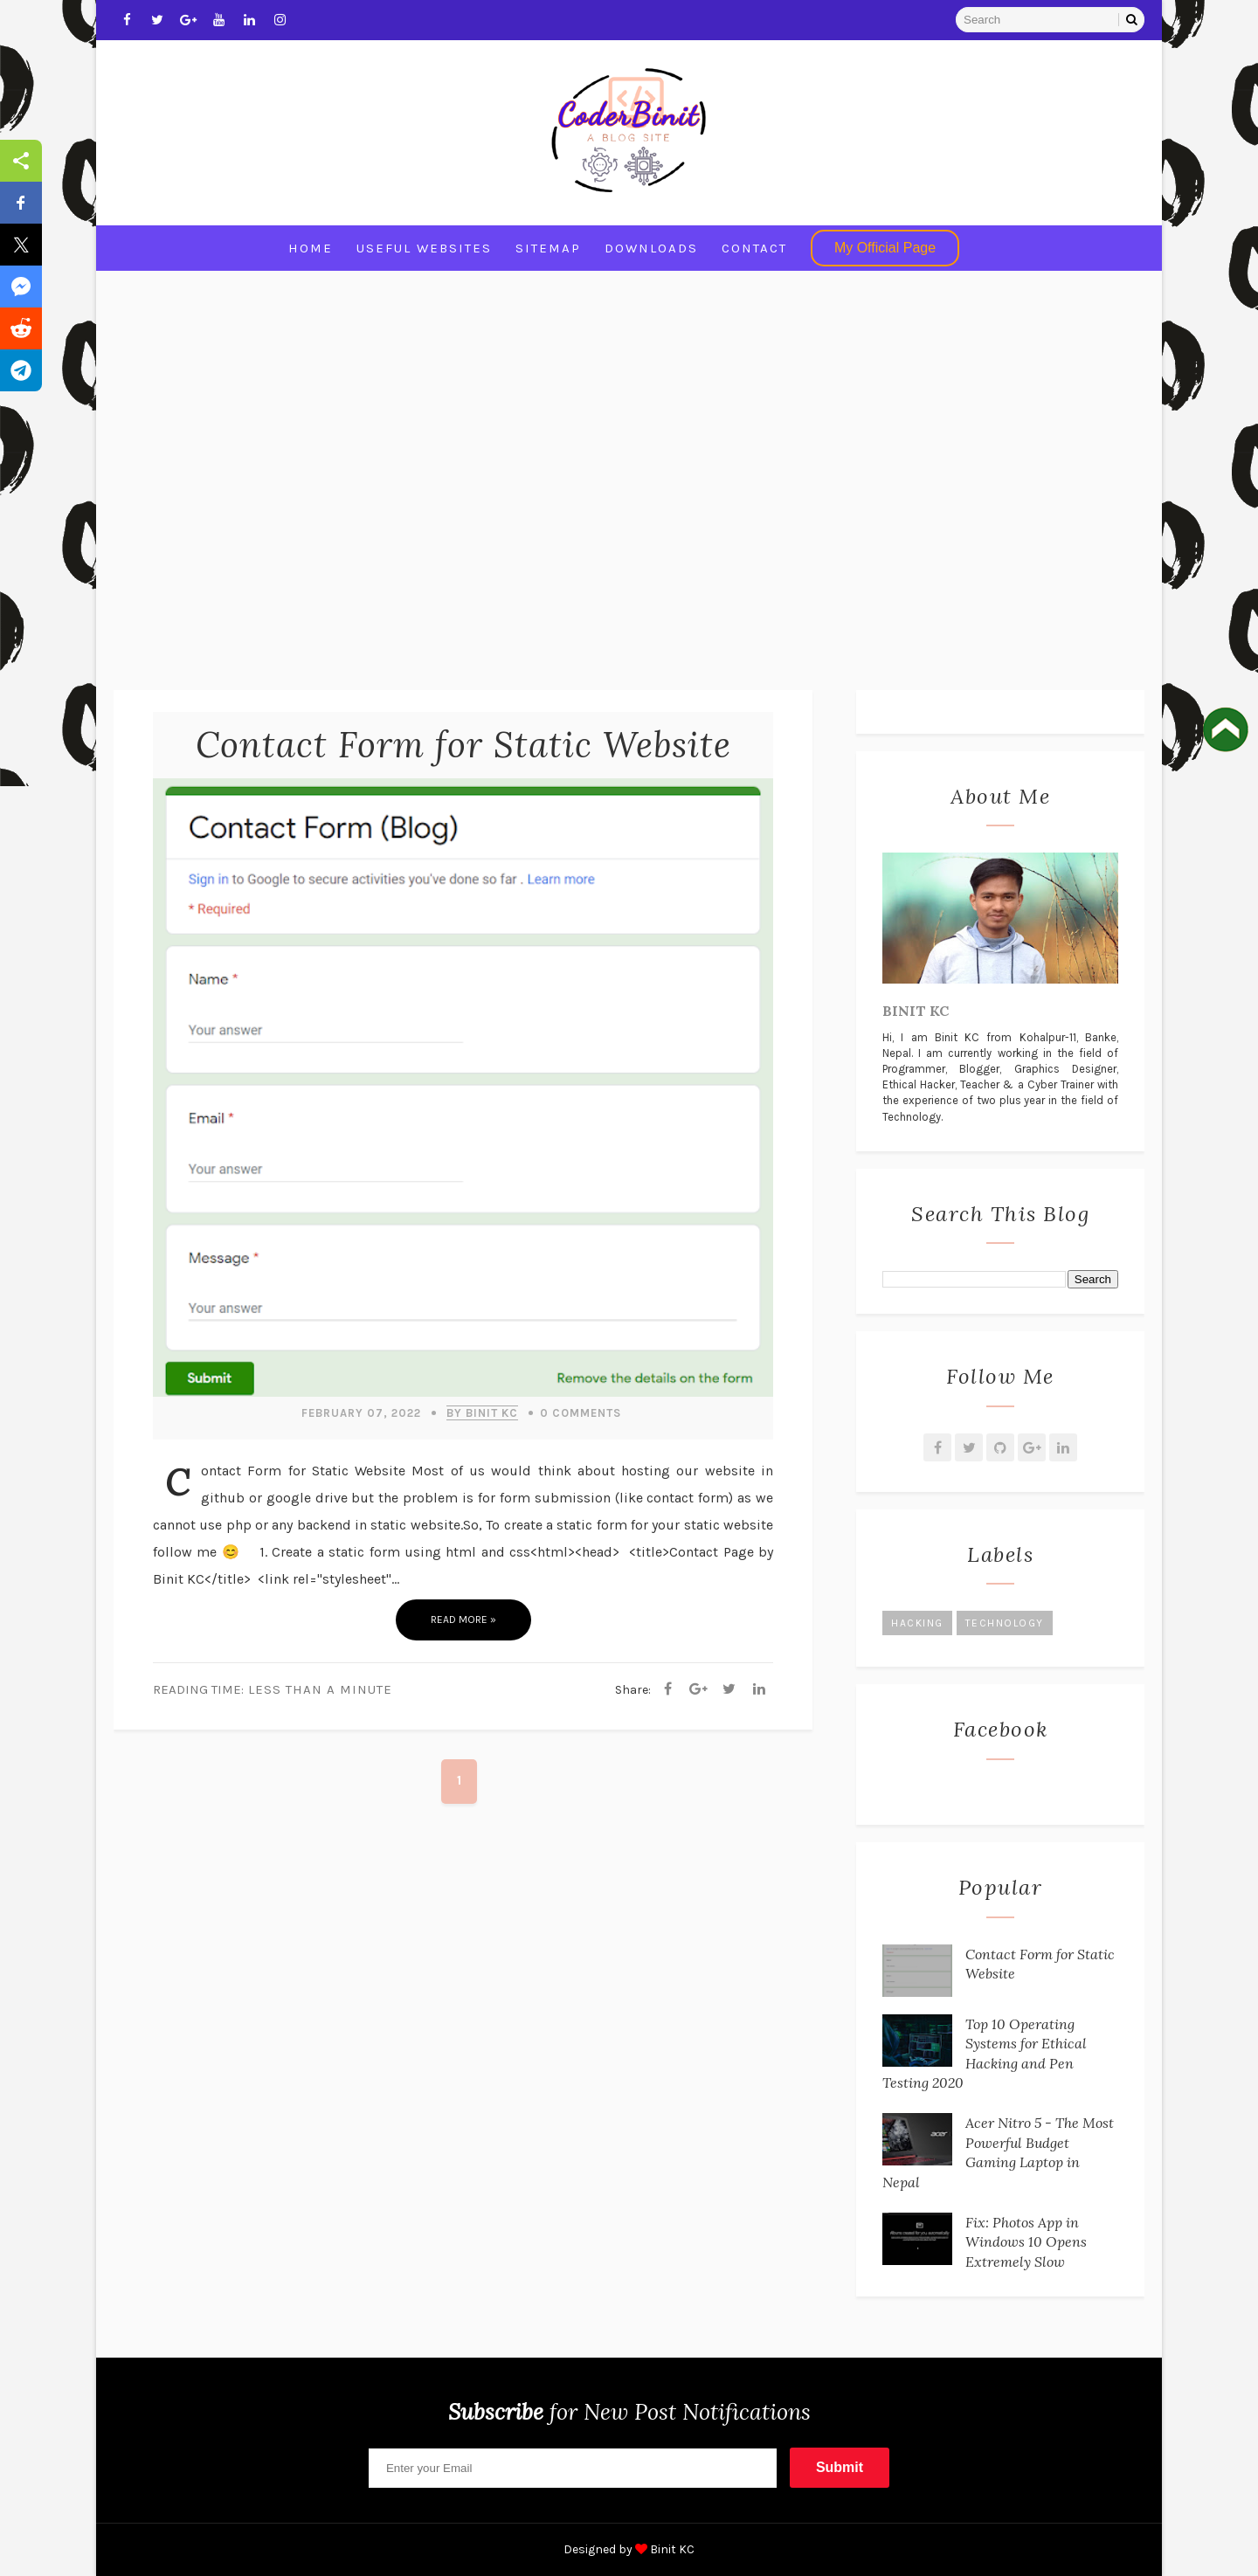 Search
CoderBinit
A BLOG SITE
HOME
USEFUL WEBSITES
SITEMAP
DOWNLOADS
CONTACT
My Official Page
Contact Form for Static Website
Contact Form (Blog)
Sign in to Google to secure activities you've done so far . Learn more
* Required
Name *
Your answer
Email *
Your answer
Message *
Your answer
Submit
Remove the details on the form
FEBRUARY 07, 2022 • BY BINIT KC • 0 COMMENTS
Contact Form for Static Website Most of us would think about hosting our website in
github or google drive but the problem is for form submission (like contact form) as we
cannot use php or any backend in static website.So, To create a static form for your static website
follow me 😊 1. Create a static form using html and css<html><head> <title>Contact Page by
Binit KC</title> <link rel="stylesheet"...
READ MORE »
READING TIME: LESS THAN A MINUTE
Share:
1
About Me
BINIT KC
Hi, I am Binit KC from Kohalpur-11, Banke,
Nepal. I am currently working in the field of
Programmer, Blogger, Graphics Designer,
Ethical Hacker, Teacher & a Cyber Trainer with
the experience of two plus year in the field of
Technology.
Search This Blog
Search
Follow Me
Labels
HACKING
TECHNOLOGY
Facebook
Popular
Contact Form for Static
Website
Top 10 Operating
Systems for Ethical
Hacking and Pen
Testing 2020
acer
Acer Nitro 5 - The Most
Powerful Budget
Gaming Laptop in
Nepal
Fix: Photos App in
Windows 10 Opens
Extremely Slow
Subscribe for New Post Notifications
Enter your Email
Submit
Designed by ❤ Binit KC